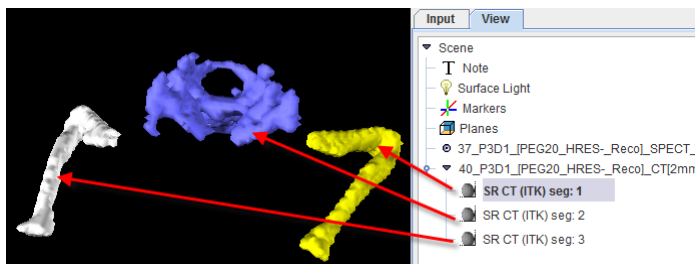 Input View
Scene
Note
Surface Light
Markers
Planes
37_P3D1_[PEG20_HRES-_Reco]_SPECT_
40_P3D1_[PEG20_HRES-_Reco]_CT[2mm
SR CT (ITK) seg: 1
SR CT (ITK) seg: 2
SR CT (ITK) seg: 3